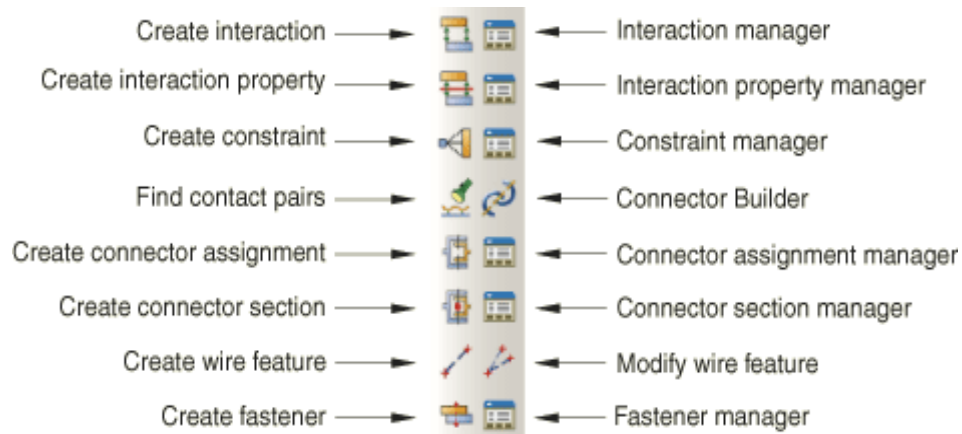 Create interaction
Interaction manager
Create interaction property
Interaction property manager
Create constraint
Constraint manager
Find contact pairs
Connector Builder
Create connector assignment
Connector assignment manager
Create connector section
Connector section manager
Create wire feature
Modify wire feature
Create fastener
Fastener manager